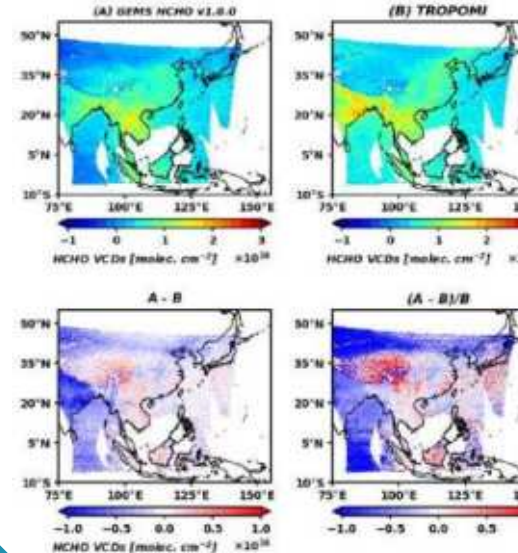 (A) GEMS HCHO v1.0.0
(B) TROPOMI
50°N
35°N
20°N
5°N
10°S
75°E 100°E 125°E 150°E
50°N
35°N
20°N
5°N
10°S
75°E 100°E 125°E
-1 0 1 2 3
-1 0 1 2
HCHO VCDs [molec. cm⁻²] ×10¹⁶
HCHO VCDs [molec. cm⁻²]
A - B
(A - B)/B
50°N
35°N
20°N
5°N
10°S
75°E 100°E 125°E 150°E
50°N
35°N
20°N
5°N
10°S
75°E 100°E 125°E
-1.0 -0.5 0.0 0.5 1.0
-1.0 -0.5 0.0 0.5
HCHO VCDs [molec. cm⁻²] ×10¹⁶